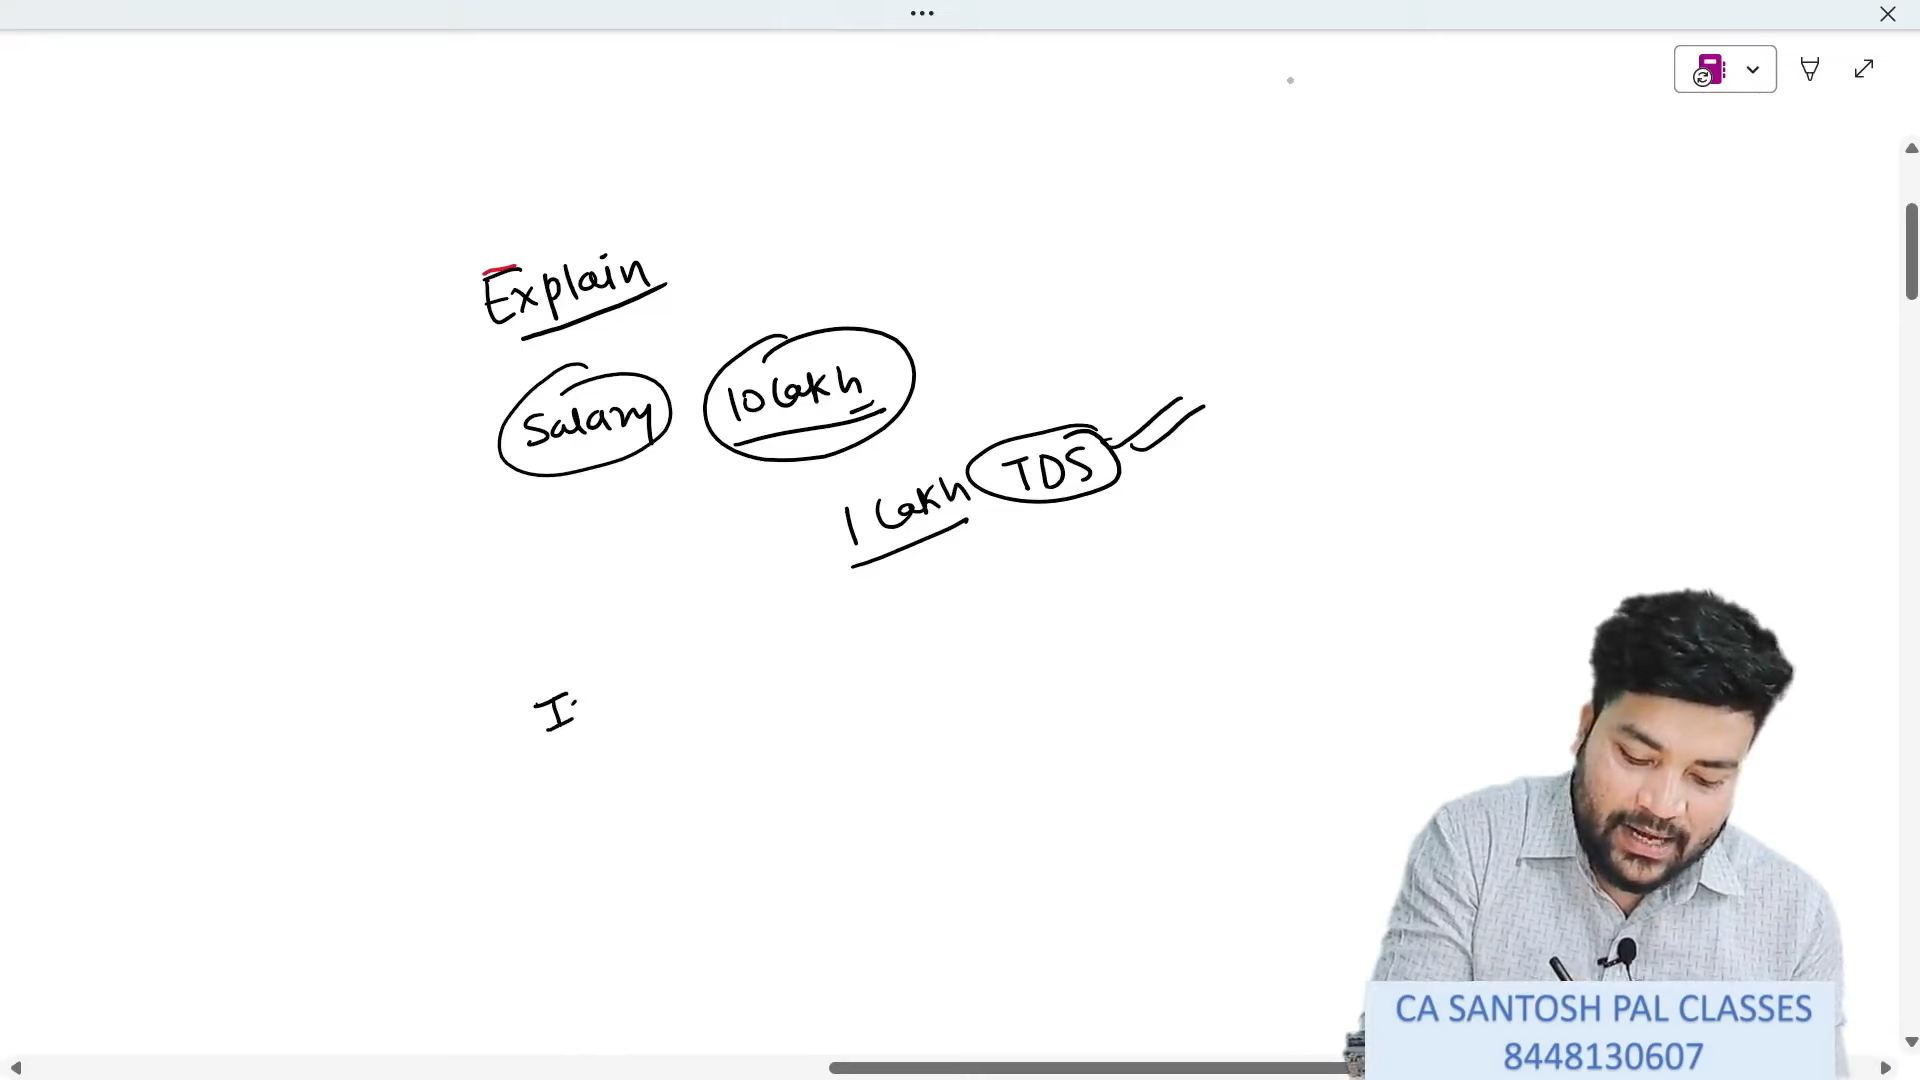 Explain
Salary 10 Lakh
1 Lakh TDS
I
CA SANTOSH PAL CLASSES
8448130607